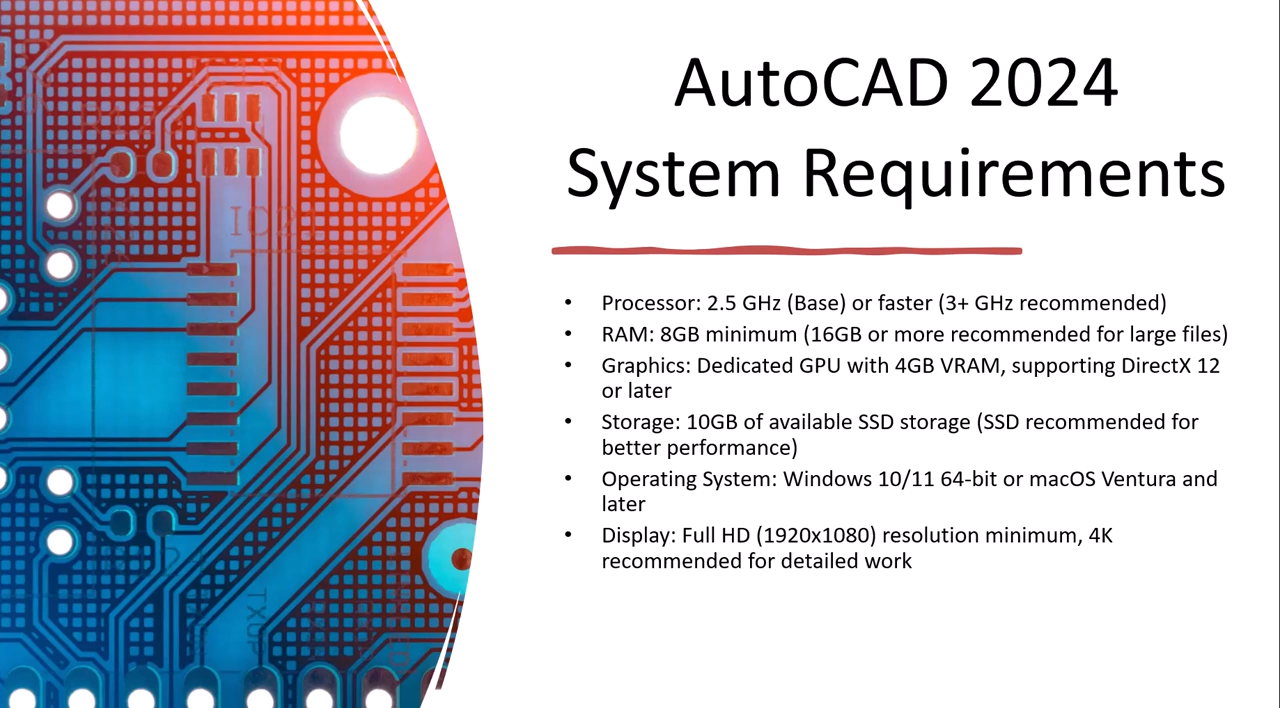 AutoCAD 2024
System Requirements
• Processor: 2.5 GHz (Base) or faster (3+ GHz recommended)
• RAM: 8GB minimum (16GB or more recommended for large files)
• Graphics: Dedicated GPU with 4GB VRAM, supporting DirectX 12
or later
• Storage: 10GB of available SSD storage (SSD recommended for
better performance)
• Operating System: Windows 10/11 64-bit or macOS Ventura and
later
• Display: Full HD (1920x1080) resolution minimum, 4K
recommended for detailed work